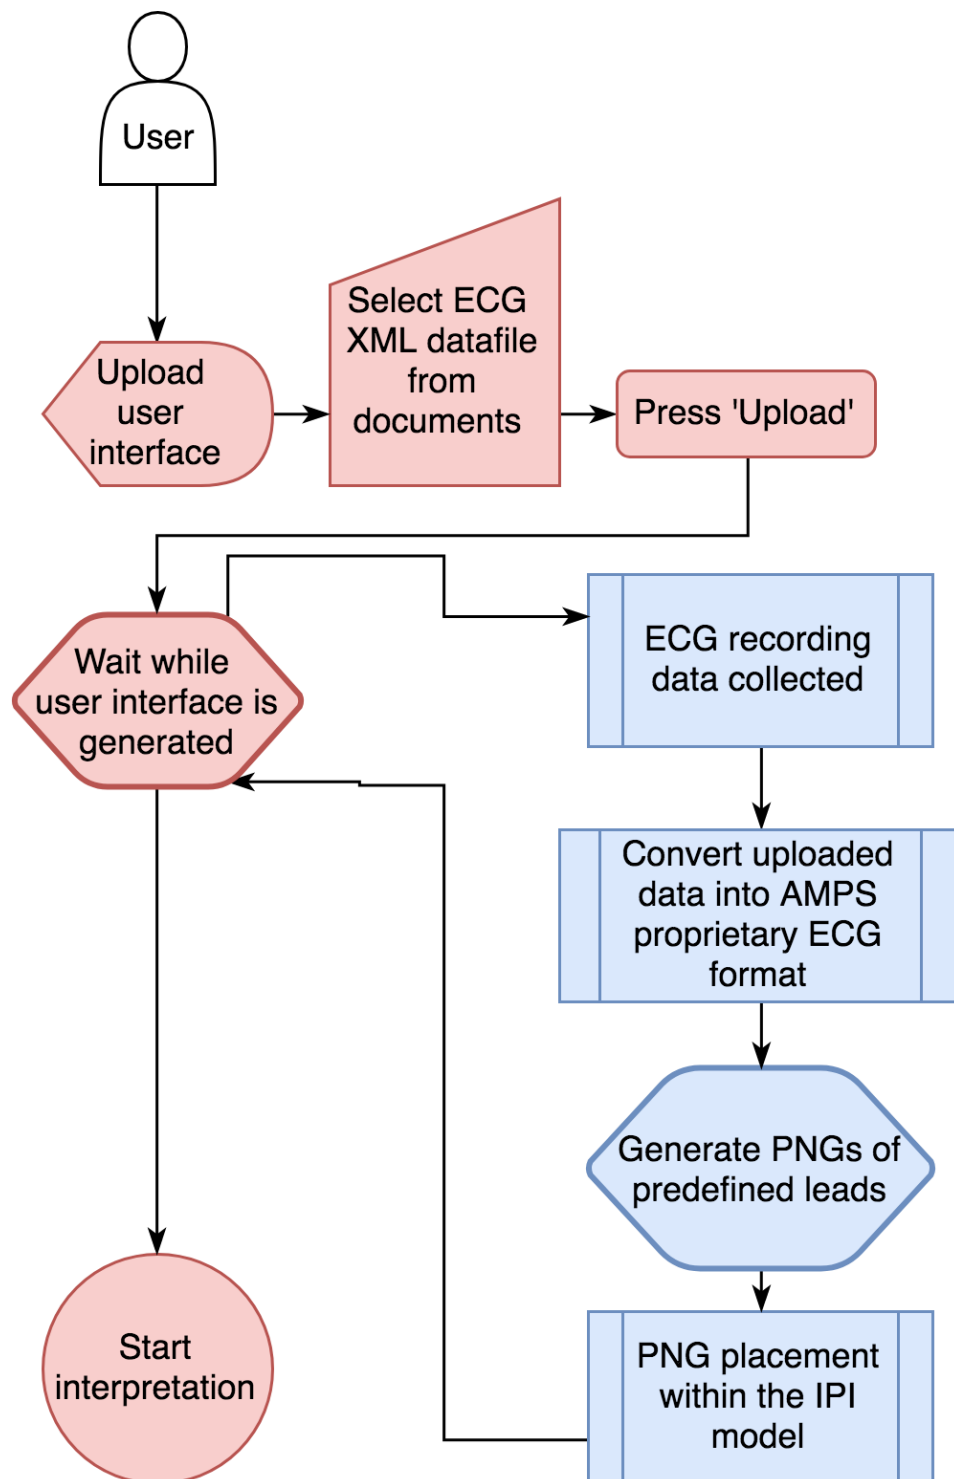 User
Upload
user
interface
Select ECG
XML datafile
from
documents
Press 'Upload'
Wait while
user interface is
generated
ECG recording
data collected
Convert uploaded
data into AMPS
proprietary ECG
format
Generate PNGs of
predefined leads
PNG placement
within the IPI
model
Start
interpretation